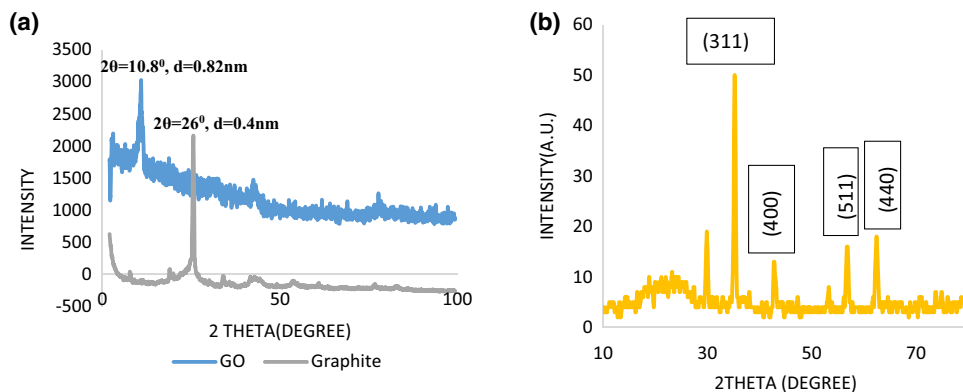 (a)
3500
3000
2500
2000
1500
1000
500
0
-500
INTENSITY
2θ=10.8⁰, d=0.82nm
2θ=26⁰, d=0.4nm
0
50
100
2 THETA(DEGREE)
GO
Graphite
(b)
60
50
40
30
20
10
0
INTENSITY(A.U.)
(311)
(400)
(511)
(440)
10
30
50
70
2THETA (DEGREE)